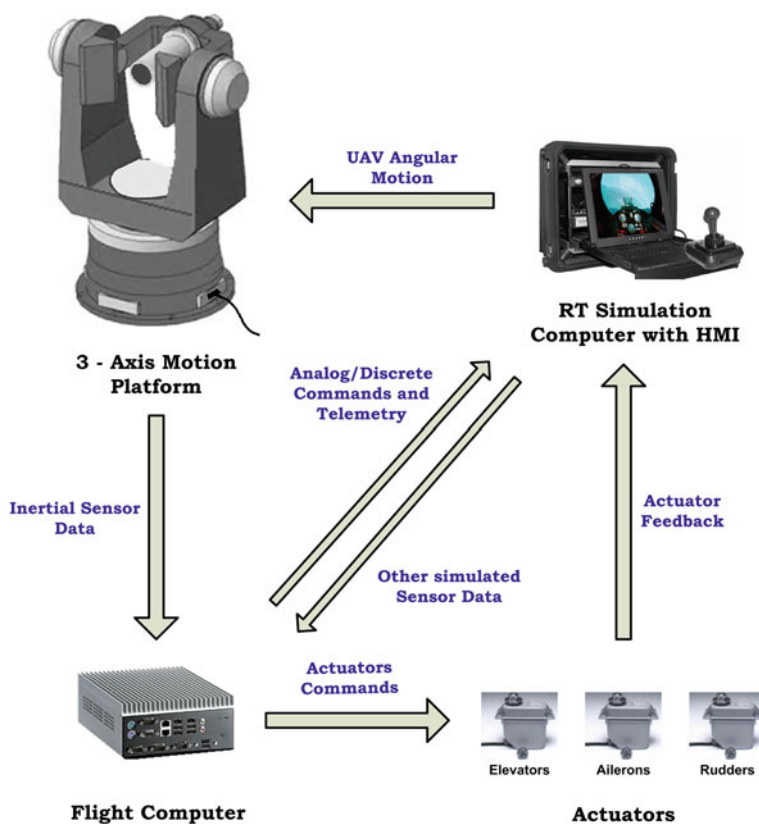 UAV Angular
Motion
RT Simulation
Computer with HMI
3 - Axis Motion
Platform
Analog/Discrete
Commands and
Telemetry
Inertial Sensor
Data
Actuator
Feedback
Other simulated
Sensor Data
Actuators
Commands
Elevators
Ailerons
Rudders
Flight Computer
Actuators